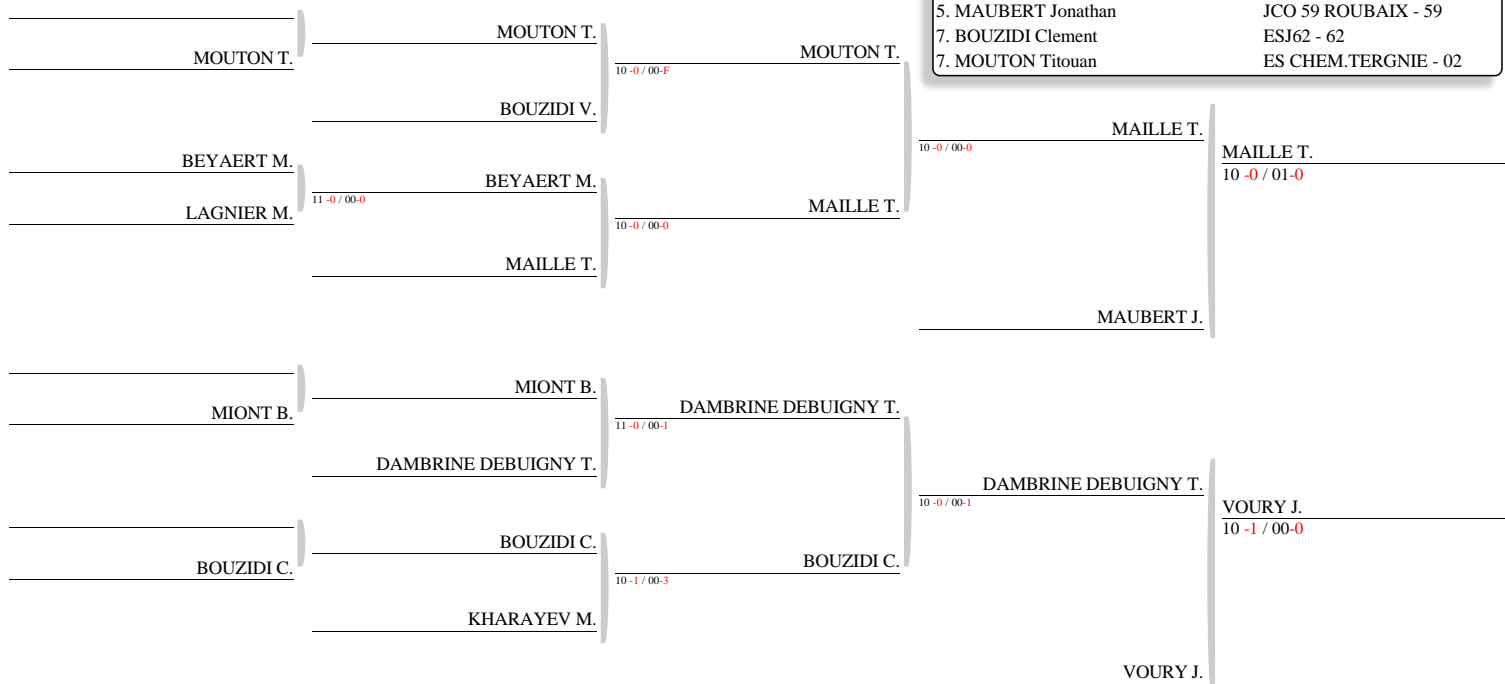 5. MAUBERT Jonathan JCO 59 ROUBAIX - 59
7. BOUZIDI Clement ESJ62 - 62
7. MOUTON Titouan ES CHEM.TERGNIE - 02
MOUTON T.
BEYAERT M.
LAGNIER M.
MIONT B.
BOUZIDI C.
MOUTON T.
BOUZIDI V.
BEYAERT M.
11 -0 / 00-0
MAILLE T.
MIONT B.
DAMBRINE DEBUIGNY T.
BOUZIDI C.
KHARAYEV M.
MOUTON T.
10 -0 / 00-F
MAILLE T.
10 -0 / 00-0
DAMBRINE DEBUIGNY T.
11 -0 / 00-1
BOUZIDI C.
10 -1 / 00-3
MAILLE T.
10 -0 / 00-0
MAUBERT J.
DAMBRINE DEBUIGNY T.
10 -0 / 00-1
VOURY J.
MAILLE T.
10 -0 / 01-0
VOURY J.
10 -1 / 00-0